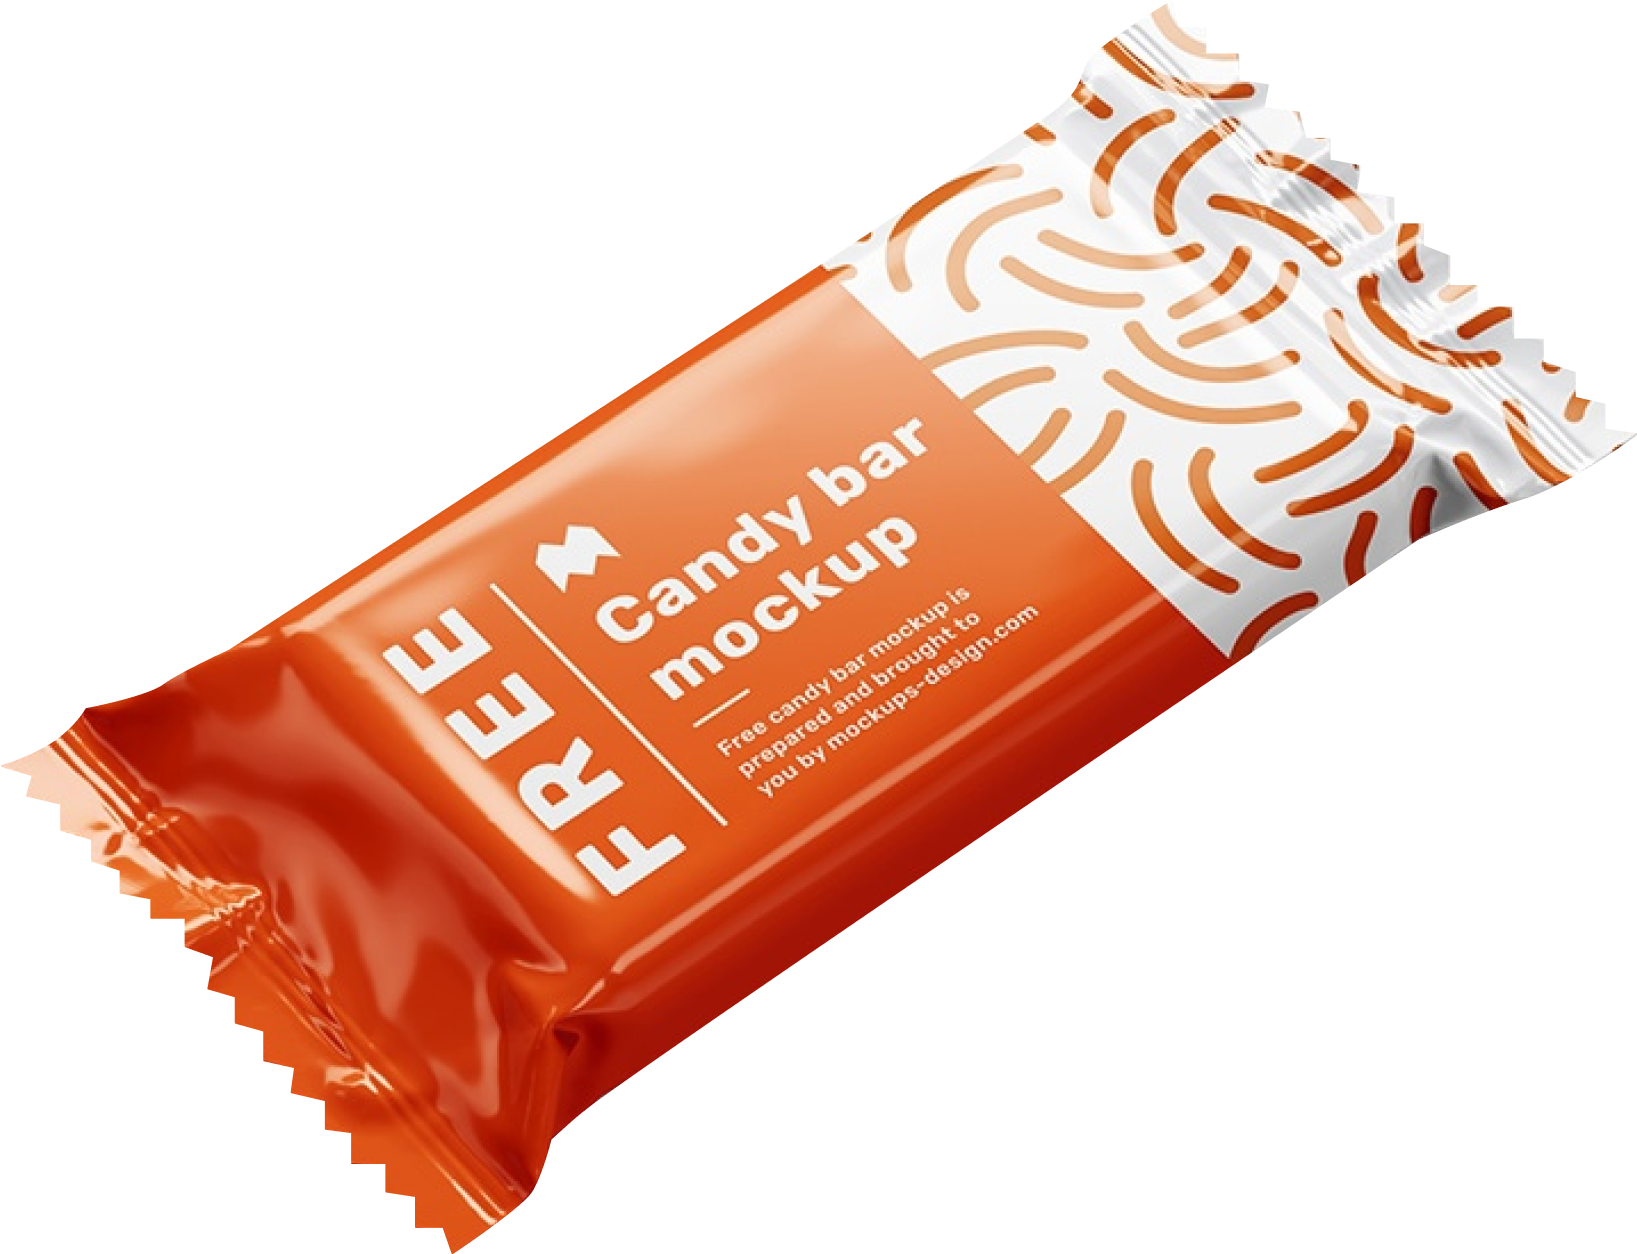 FREE
Candy bar
mockup
Free candy bar mockup is
prepared and brought to
you by mockups-design.com